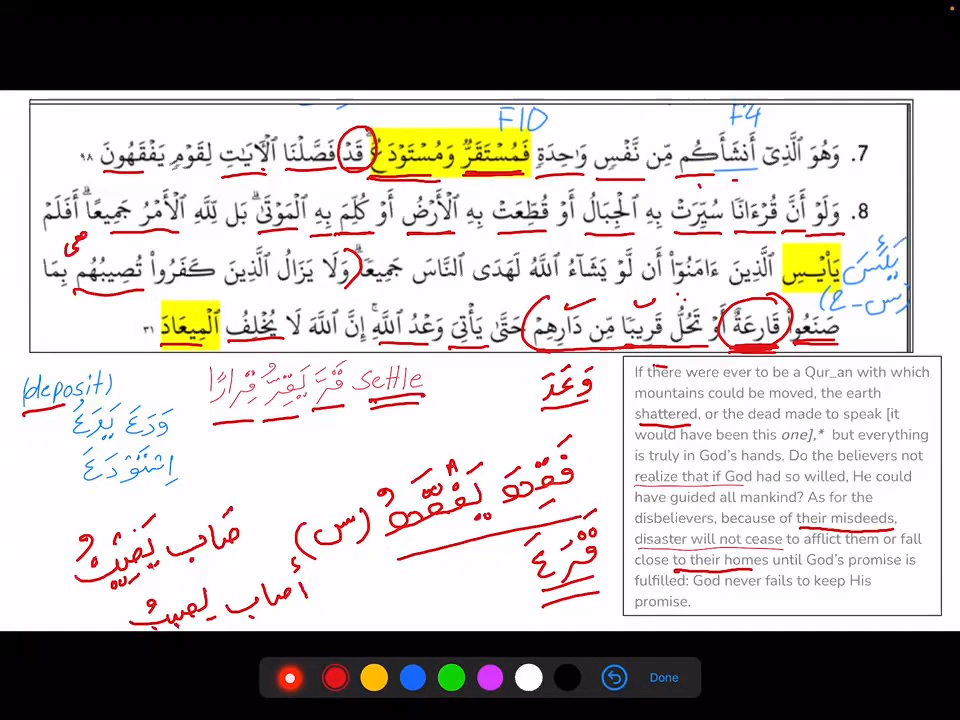 F10
F4
7. وَهُوَ ٱلَّذِىٓ أَنشَأَكُم مِّن نَّفْسٍ وَٰحِدَةٍ فَمُسْتَقَرٌّ وَمُسْتَوْدَعٌ ۗ قَدْ فَصَّلْنَا ٱلْءَايَٰتِ لِقَوْمٍ يَفْقَهُونَ ٩٨
8. وَلَوْ أَنَّ قُرْءَانًا سُيِّرَتْ بِهِ ٱلْجِبَالُ أَوْ قُطِّعَتْ بِهِ ٱلْأَرْضُ أَوْ كُلِّمَ بِهِ ٱلْمَوْتَىٰ ۗ بَل لِّلَّهِ ٱلْأَمْرُ جَمِيعًا ۗ أَفَلَمْ
يَا۟يْـَٔسِ ٱلَّذِينَ ءَامَنُوٓا۟ أَن لَّوْ يَشَآءُ ٱللَّهُ لَهَدَى ٱلنَّاسَ جَمِيعًا ۗ وَلَا يَزَالُ ٱلَّذِينَ كَفَرُوا۟ تُصِيبُهُم بِمَا
صَنَعُوا۟ قَارِعَةٌ أَوْ تَحُلُّ قَرِيبًا مِّن دَارِهِمْ حَتَّىٰ يَأْتِىَ وَعْدُ ٱللَّهِ ۚ إِنَّ ٱللَّهَ لَا يُخْلِفُ ٱلْمِيعَادَ ٣١
(deposit)
settle
وَعَدَ
(س)
قَرَعَ
صَاب
أصاب يصيبُ
If there were ever to be a Qur_an with which
mountains could be moved, the earth
shattered, or the dead made to speak [it
would have been this one],* but everything
is truly in God's hands. Do the believers not
realize that if God had so willed, He could
have guided all mankind? As for the
disbelievers, because of their misdeeds,
disaster will not cease to afflict them or fall
close to their homes until God's promise is
fulfilled: God never fails to keep His
promise.
Done